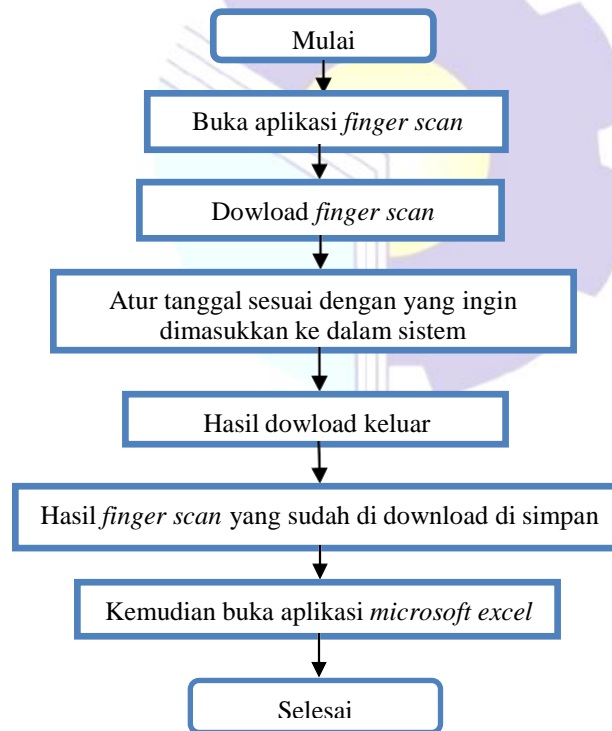 Mulai
Buka aplikasi finger scan
Dowload finger scan
Atur tanggal sesuai dengan yang ingin
dimasukkan ke dalam sistem
Hasil dowload keluar
Hasil finger scan yang sudah di download di simpan
Kemudian buka aplikasi microsoft excel
Selesai